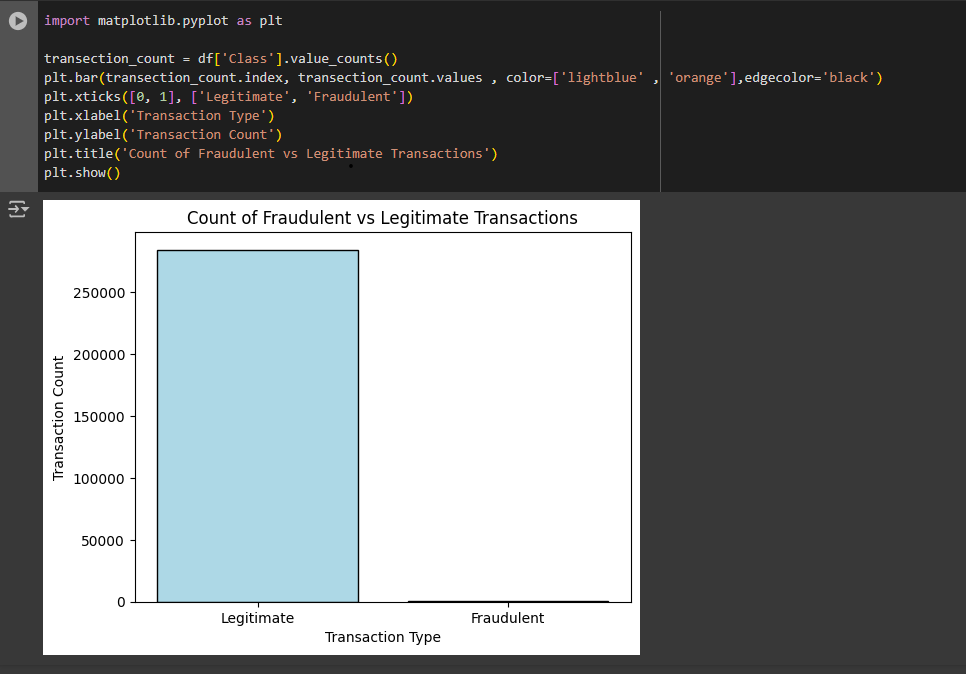 import matplotlib.pyplot as plt
transection_count = df['Class'].value_counts()
plt.bar(transection_count.index, transection_count.values , color=['lightblue' , 'orange'],edgecolor='black')
plt.xticks([0, 1], ['Legitimate', 'Fraudulent'])
plt.xlabel('Transaction Type')
plt.ylabel('Transaction Count')
plt.title('Count of Fraudulent vs Legitimate Transactions')
plt.show()
Count of Fraudulent vs Legitimate Transactions
Transaction Count
250000
200000
150000
100000
50000
0
Legitimate Fraudulent
Transaction Type